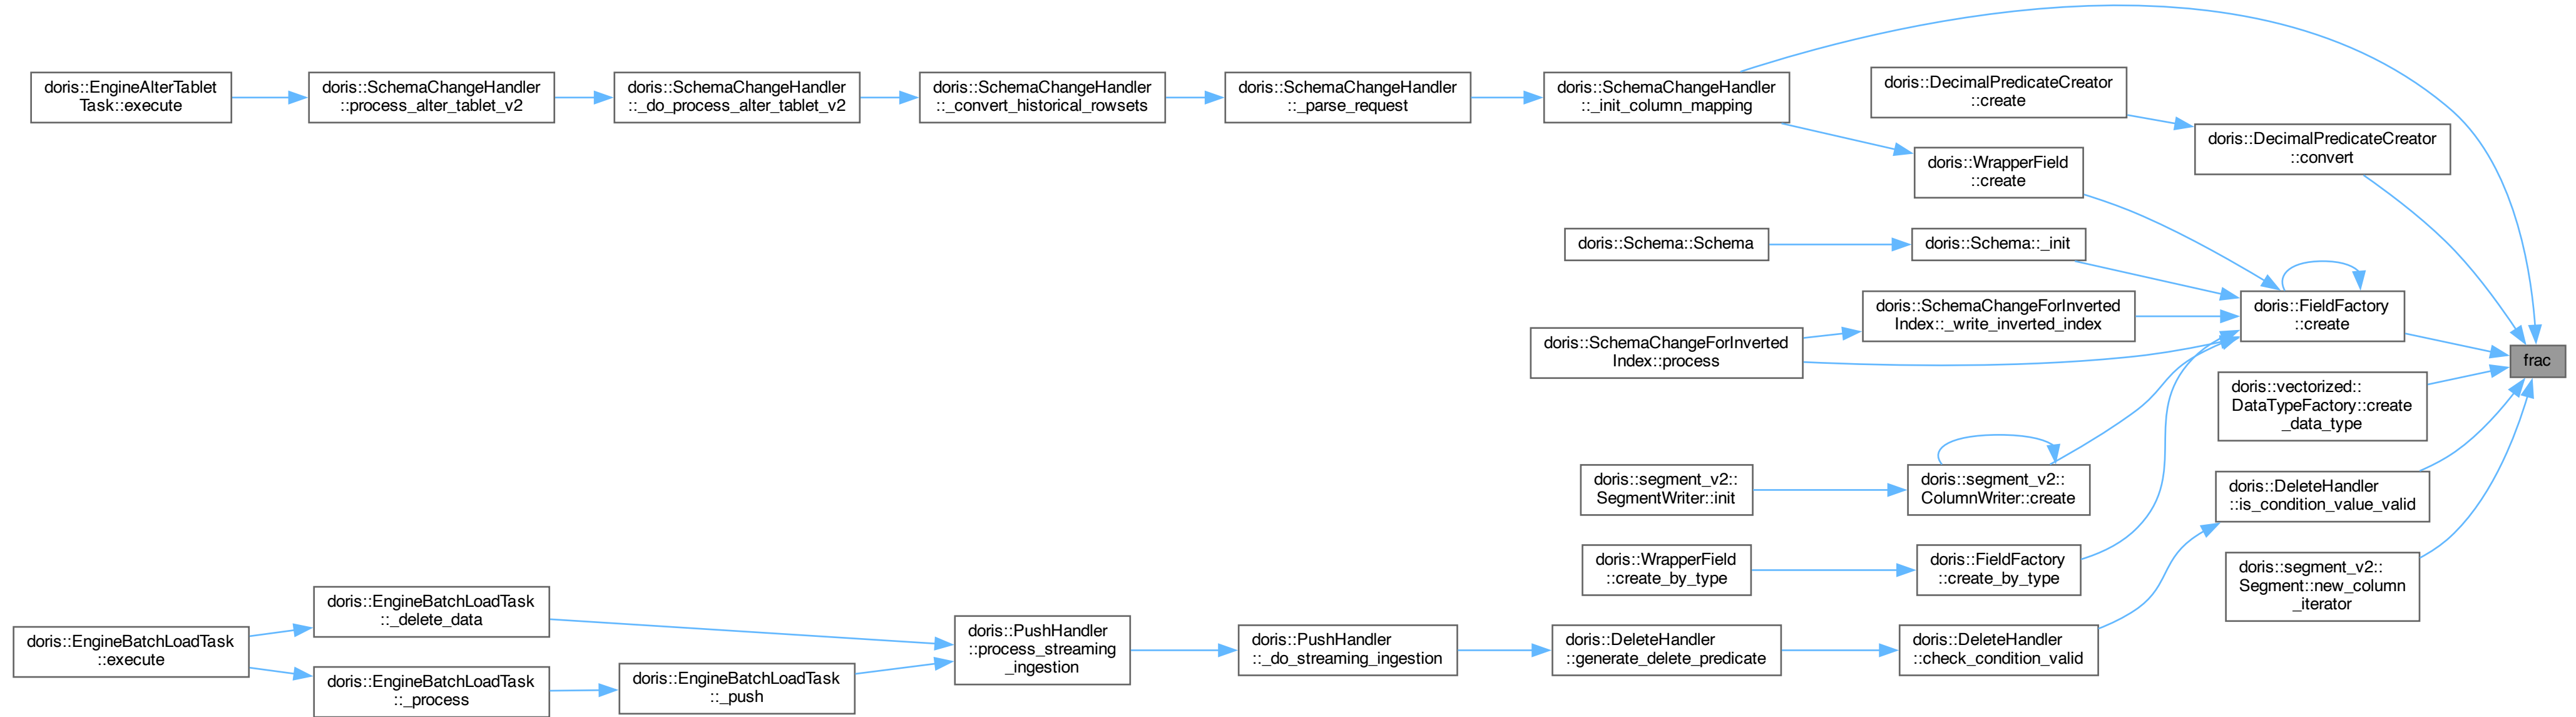 doris::EngineAlterTablet
Task::execute
doris::SchemaChangeHandler
::process_alter_tablet_v2
doris::SchemaChangeHandler
::_do_process_alter_tablet_v2
doris::SchemaChangeHandler
::_convert_historical_rowsets
doris::SchemaChangeHandler
::_parse_request
doris::SchemaChangeHandler
::_init_column_mapping
doris::DecimalPredicateCreator
::create
doris::DecimalPredicateCreator
::convert
doris::WrapperField
::create
doris::Schema::Schema
doris::Schema::_init
doris::SchemaChangeForInverted
Index::_write_inverted_index
doris::FieldFactory
::create
doris::SchemaChangeForInverted
Index::process
frac
doris::vectorized::
DataTypeFactory::create
_data_type
doris::segment_v2::
SegmentWriter::init
doris::segment_v2::
ColumnWriter::create
doris::DeleteHandler
::is_condition_value_valid
doris::WrapperField
::create_by_type
doris::FieldFactory
::create_by_type
doris::segment_v2::
Segment::new_column
_iterator
doris::EngineBatchLoadTask
::execute
doris::EngineBatchLoadTask
::_delete_data
doris::EngineBatchLoadTask
::_process
doris::EngineBatchLoadTask
::_push
doris::PushHandler
::process_streaming
_ingestion
doris::PushHandler
::_do_streaming_ingestion
doris::DeleteHandler
::generate_delete_predicate
doris::DeleteHandler
::check_condition_valid